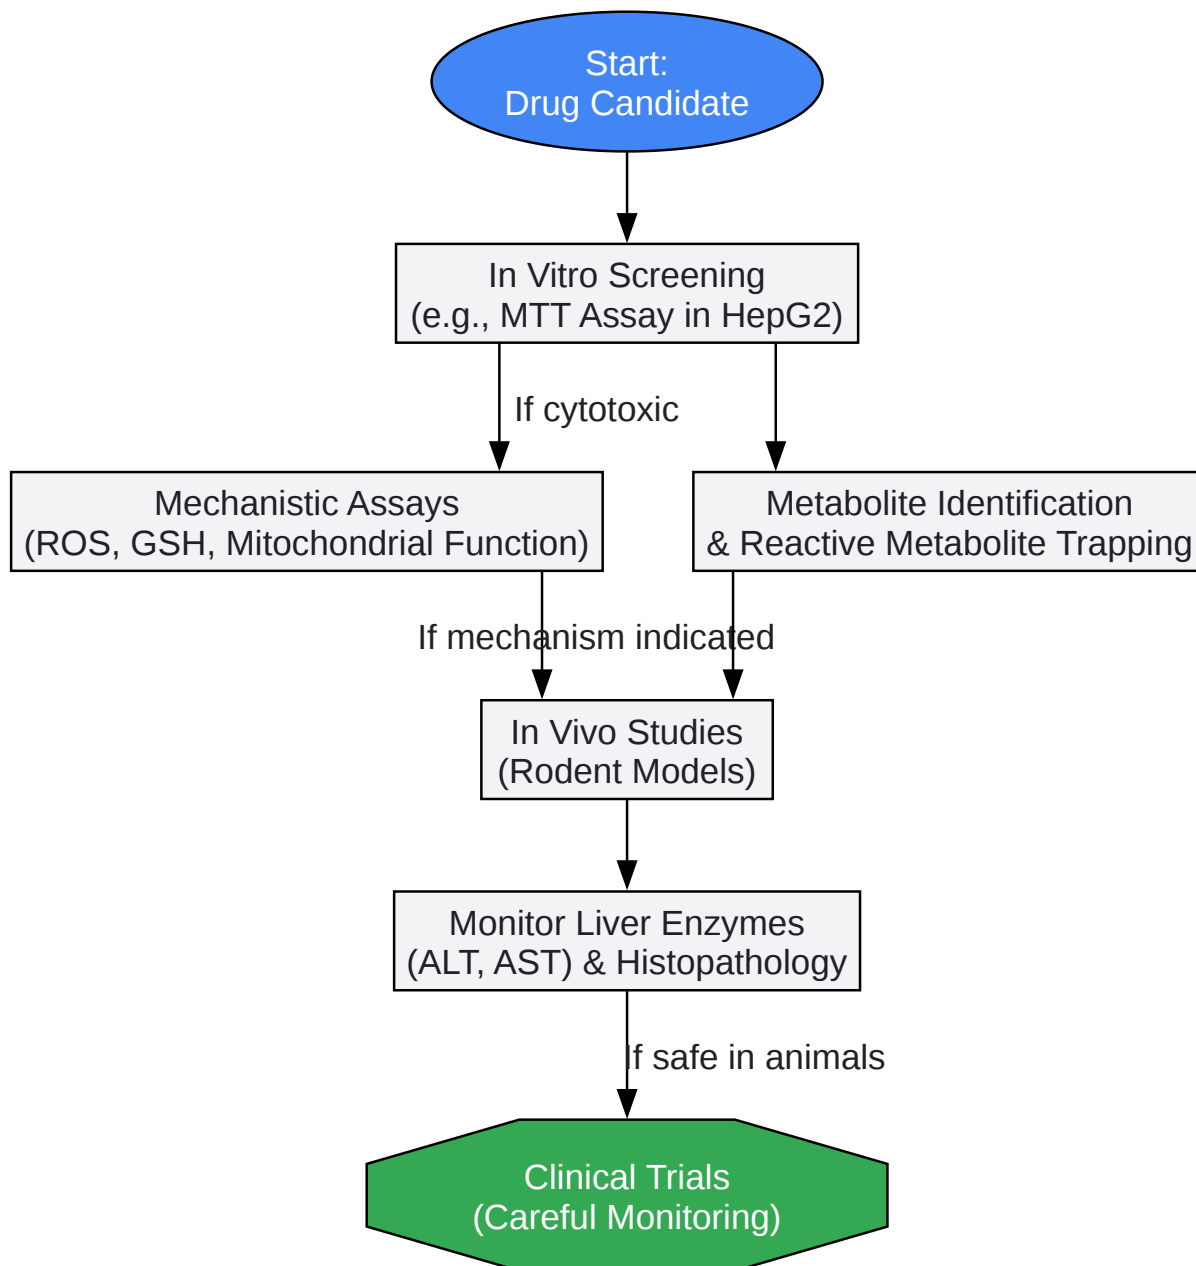 Start:
Drug Candidate
In Vitro Screening
(e.g., MTT Assay in HepG2)
If cytotoxic
Mechanistic Assays
(ROS, GSH, Mitochondrial Function)
Metabolite Identification
& Reactive Metabolite Trapping
If mechanism indicated
In Vivo Studies
(Rodent Models)
Monitor Liver Enzymes
(ALT, AST) & Histopathology
If safe in animals
Clinical Trials
(Careful Monitoring)